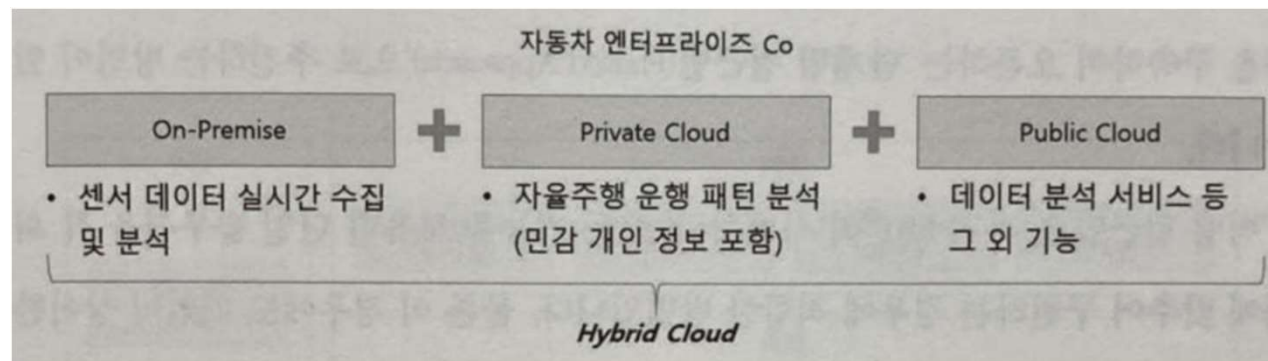 자동차 엔터프라이즈 Co
On-Premise + Private Cloud + Public Cloud
• 센서 데이터 실시간 수집
및 분석
• 자율주행 운행 패턴 분석
(민감 개인 정보 포함)
• 데이터 분석 서비스 등
그 외 기능
Hybrid Cloud